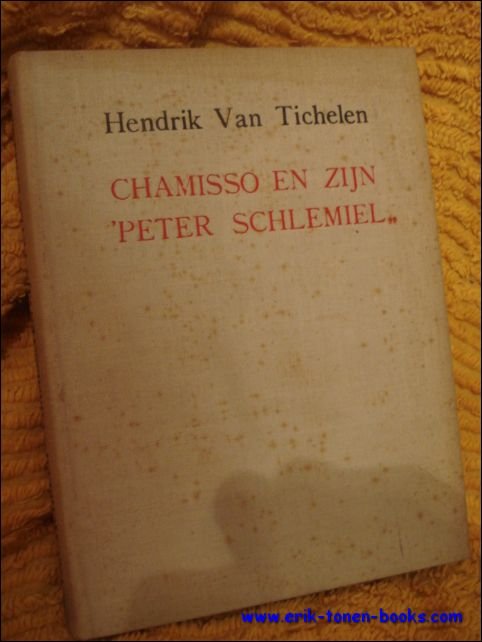 Hendrik Van Tichelen
CHAMISSO EN ZIJN
'PETER SCHLEMIEL„
www.erik-tonen-books.com